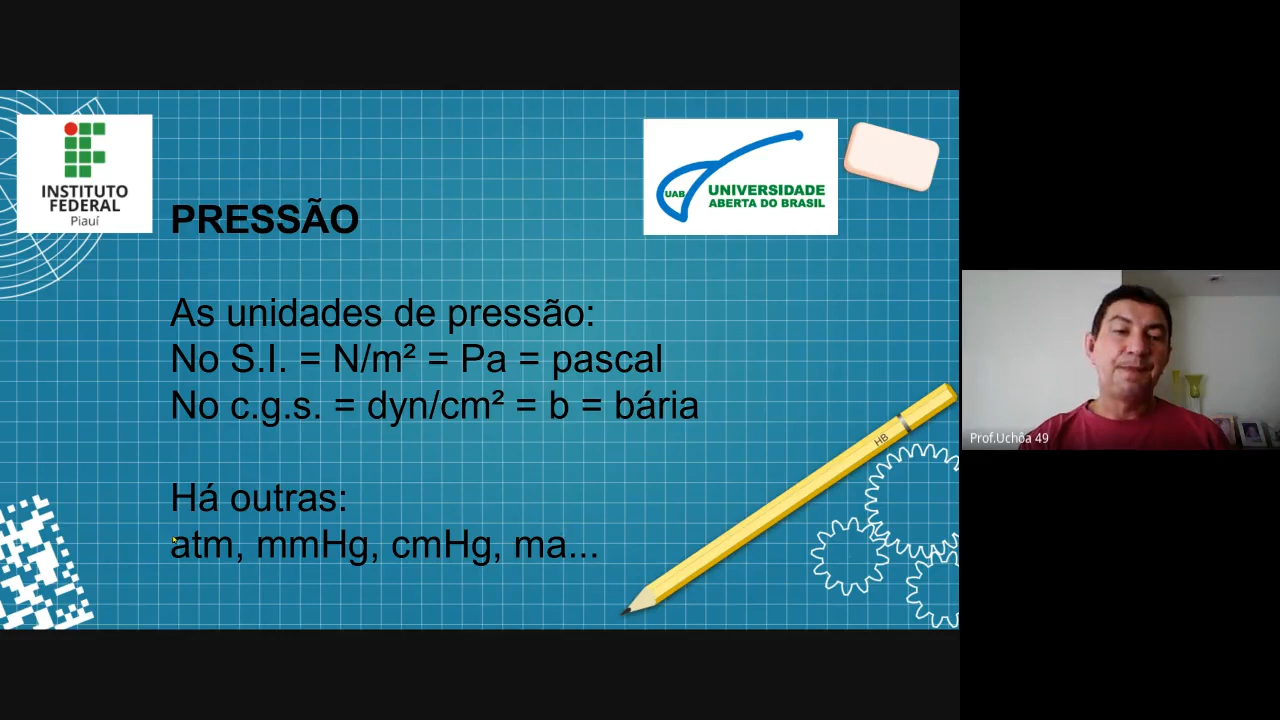 INSTITUTO
FEDERAL
Piauí
UAB
UNIVERSIDADE
ABERTA DO BRASIL
PRESSÃO
As unidades de pressão:
No S.I. = N/m² = Pa = pascal
No c.g.s. = dyn/cm² = b = bária
Há outras:
atm, mmHg, cmHg, ma...
HB
Prof.Uchôa 49